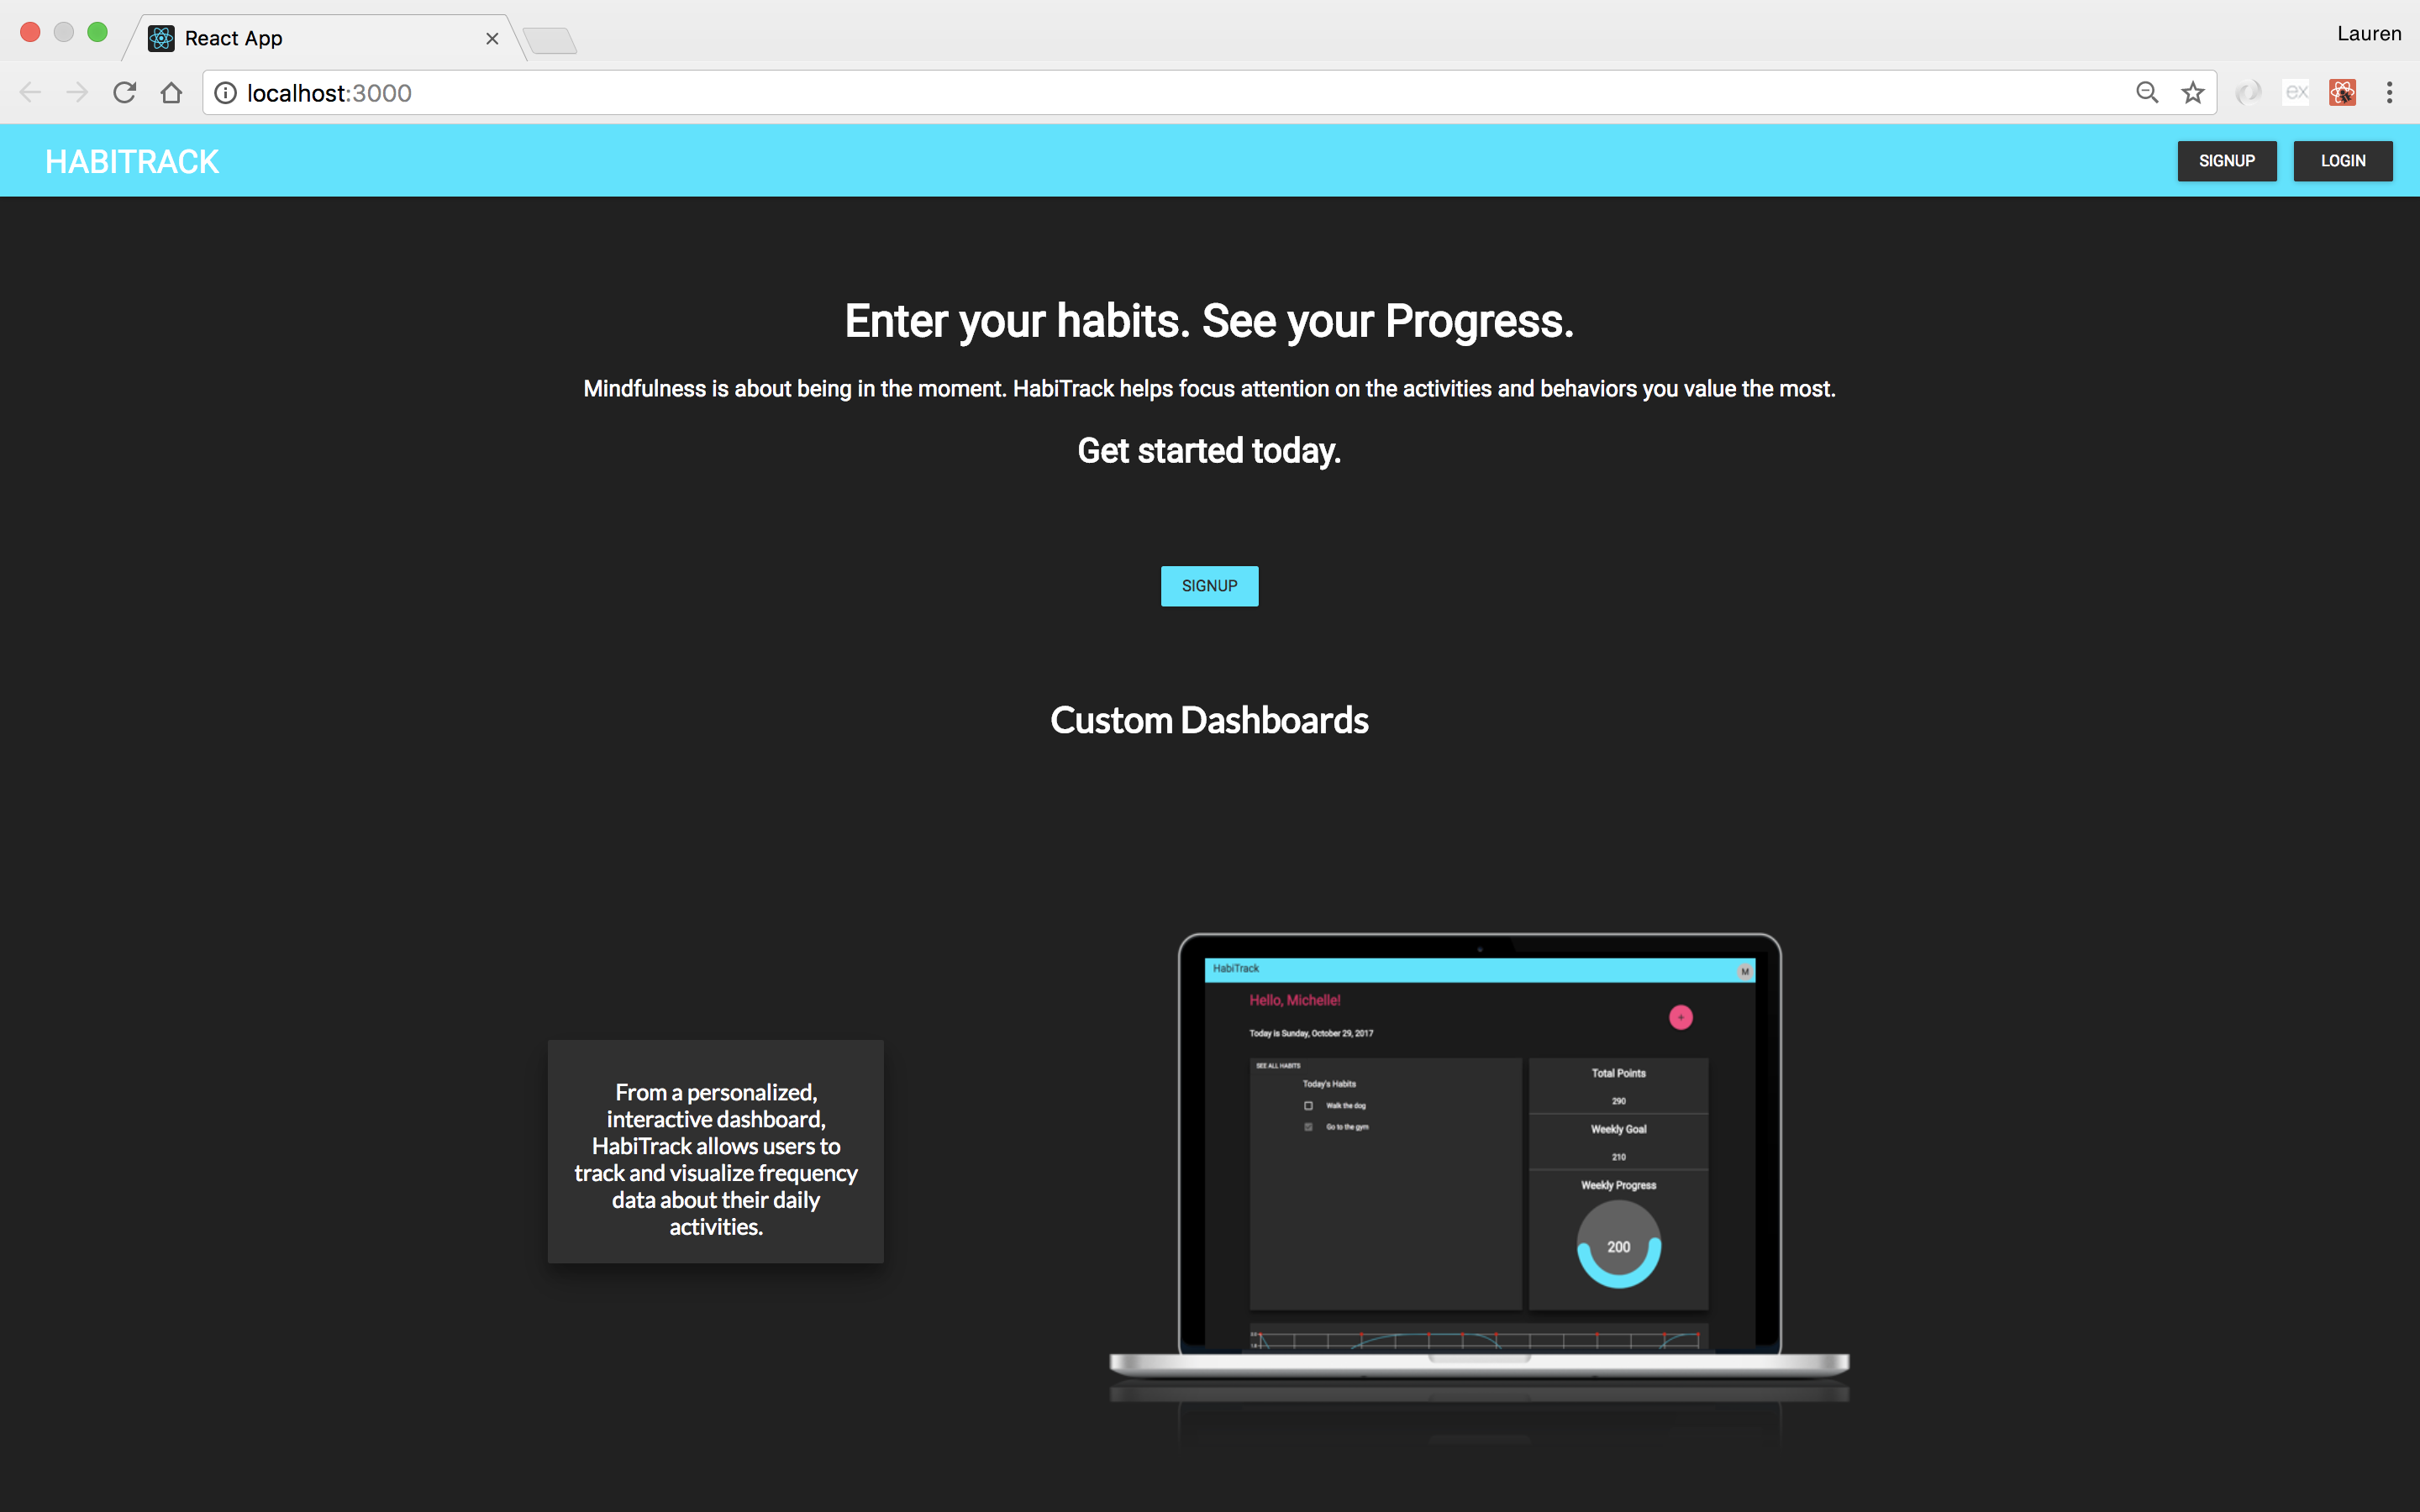 React App
Lauren
localhost:3000
ex
HABITRACK
SIGNUP
LOGIN
Enter your habits. See your Progress.
Mindfulness is about being in the moment. HabiTrack helps focus attention on the activities and behaviors you value the most.
Get started today.
SIGNUP
Custom Dashboards
From a personalized,
interactive dashboard,
HabiTrack allows users to
track and visualize frequency
data about their daily
activities.
HabiTrack
M
Hello, Michelle!
+
Today is Sunday, October 29, 2017
SEE ALL HABITS
Today's Habits
Walk the dog
Go to the gym
Total Points
290
Weekly Goal
210
Weekly Progress
200